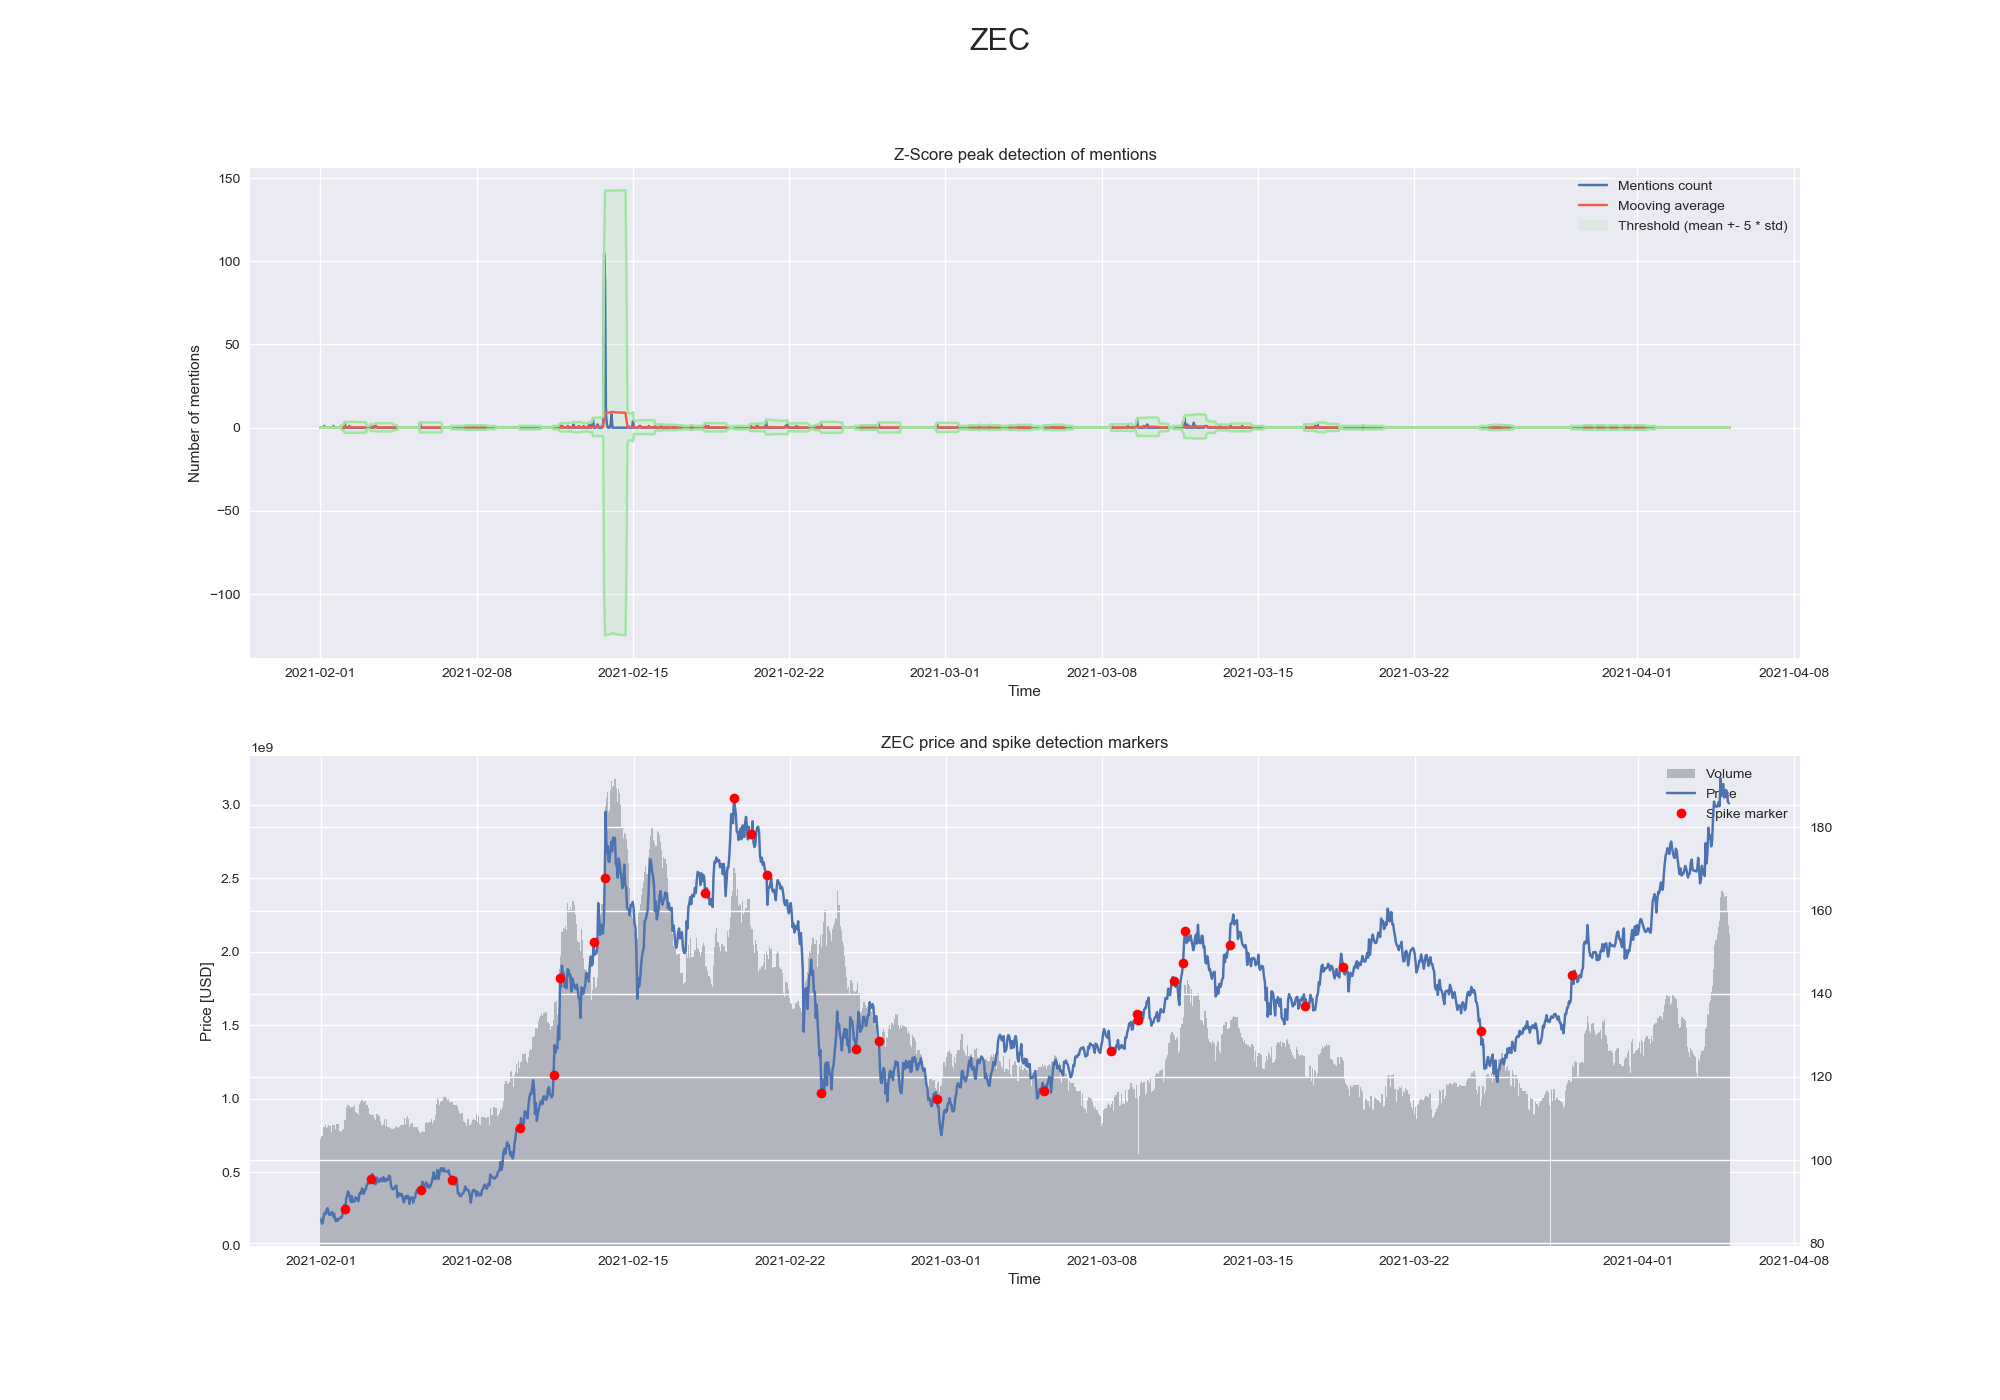 ZEC
Z-Score peak detection of mentions
150
100
50
0
−50
−100
Number of mentions
Mentions count
Mooving average
Threshold (mean +- 5 * std)
2021-02-01 2021-02-08 2021-02-15 2021-02-22 2021-03-01 2021-03-08 2021-03-15 2021-03-22 2021-04-01 2021-04-08
Time
ZEC price and spike detection markers
1e9
3.0
2.5
2.0
1.5
1.0
0.5
0.0
Price [USD]
Volume
Price
Spike marker
180
160
140
120
100
80
2021-02-01 2021-02-08 2021-02-15 2021-02-22 2021-03-01 2021-03-08 2021-03-15 2021-03-22 2021-04-01 2021-04-08
Time